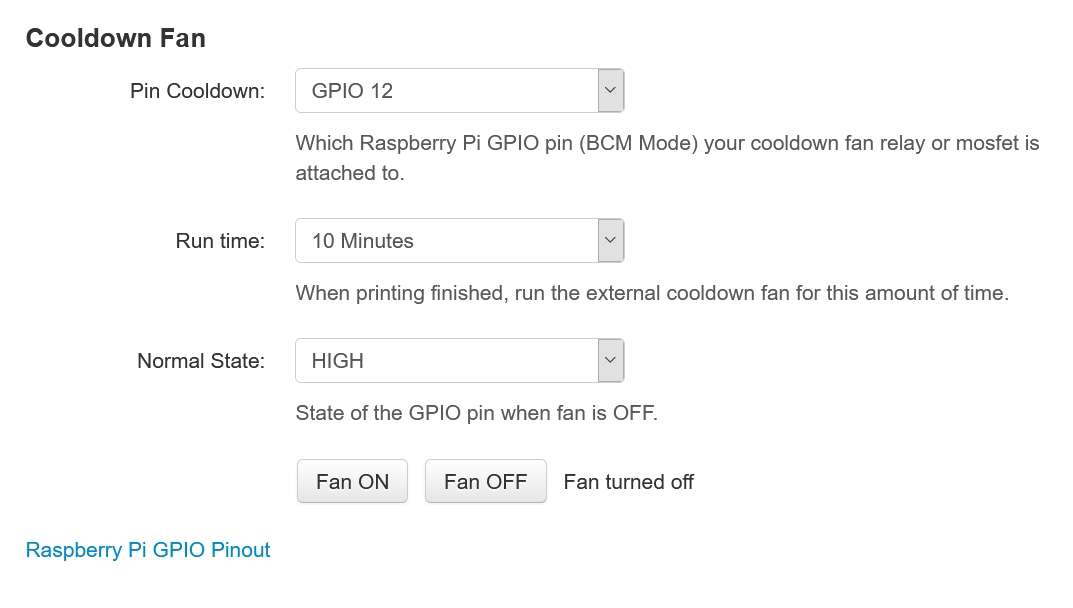 Cooldown Fan
Pin Cooldown: GPIO 12
Which Raspberry Pi GPIO pin (BCM Mode) your cooldown fan relay or mosfet is
attached to.
Run time: 10 Minutes
When printing finished, run the external cooldown fan for this amount of time.
Normal State: HIGH
State of the GPIO pin when fan is OFF.
Fan ON Fan OFF Fan turned off
Raspberry Pi GPIO Pinout